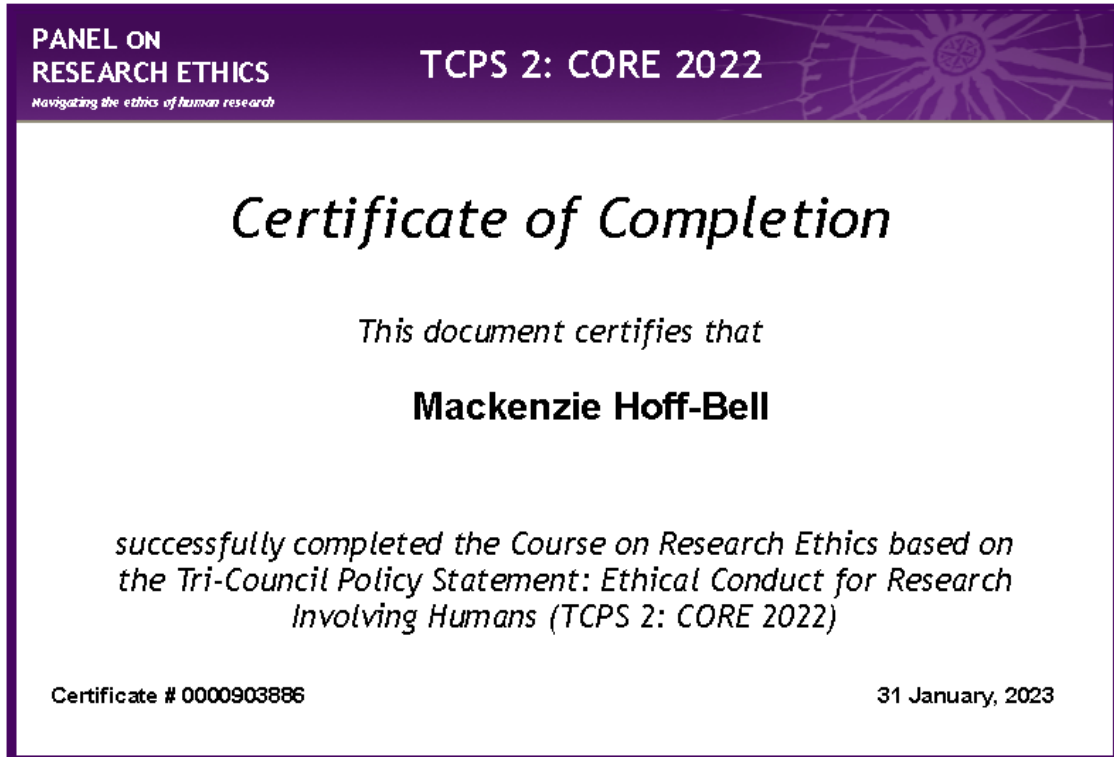 PANEL ON
RESEARCH ETHICS
Navigating the ethics of human research
TCPS 2: CORE 2022
Certificate of Completion
This document certifies that
Mackenzie Hoff-Bell
successfully completed the Course on Research Ethics based on
the Tri-Council Policy Statement: Ethical Conduct for Research
Involving Humans (TCPS 2: CORE 2022)
Certificate # 0000903886
31 January, 2023